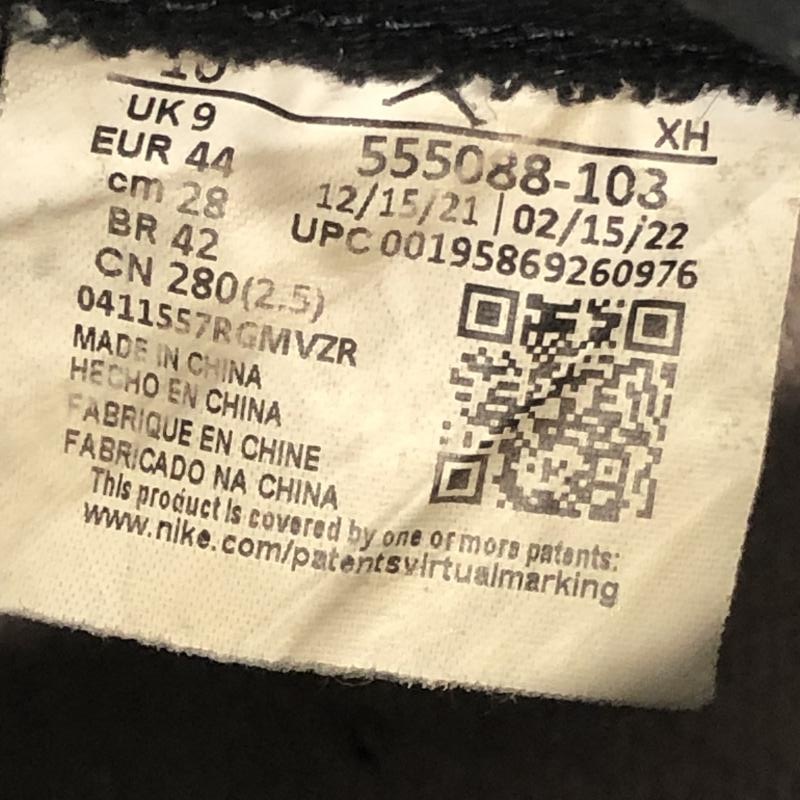 10
UK 9
XH
EUR 44
555088-103
cm 28
12/15/21 | 02/15/22
BR 42
UPC 00195869260976
CN 280(2.5)
0411557RGMVZR
MADE IN CHINA
HECHO EN CHINA
FABRIQUE EN CHINE
FABRICADO NA CHINA
This product is covered by one or more patents:
www.nike.com/patentsvirtualmarking